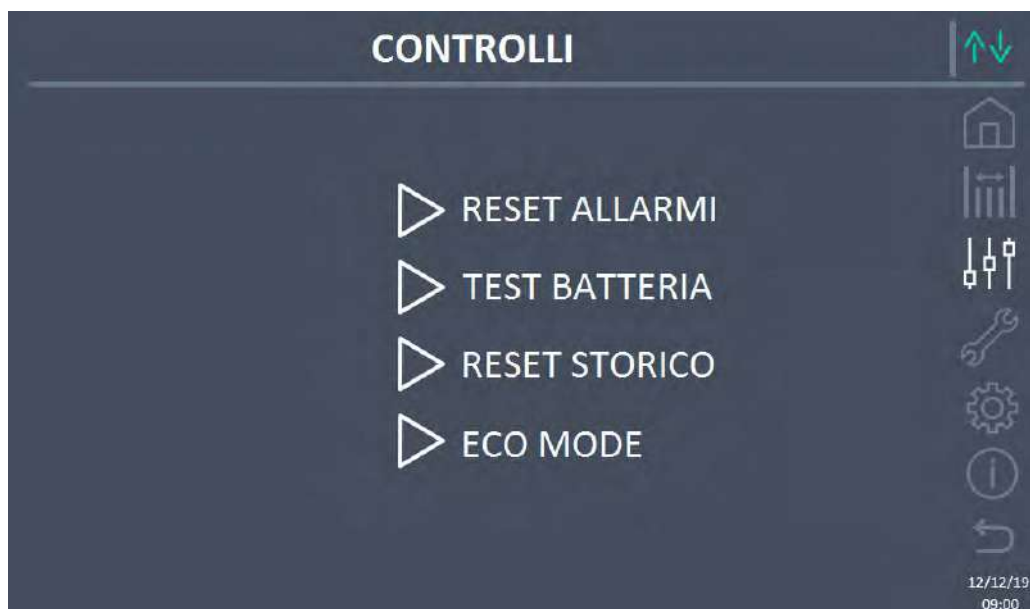 CONTROLLI
RESET ALLARMI
TEST BATTERIA
RESET STORICO
ECO MODE
12/12/19
09:00